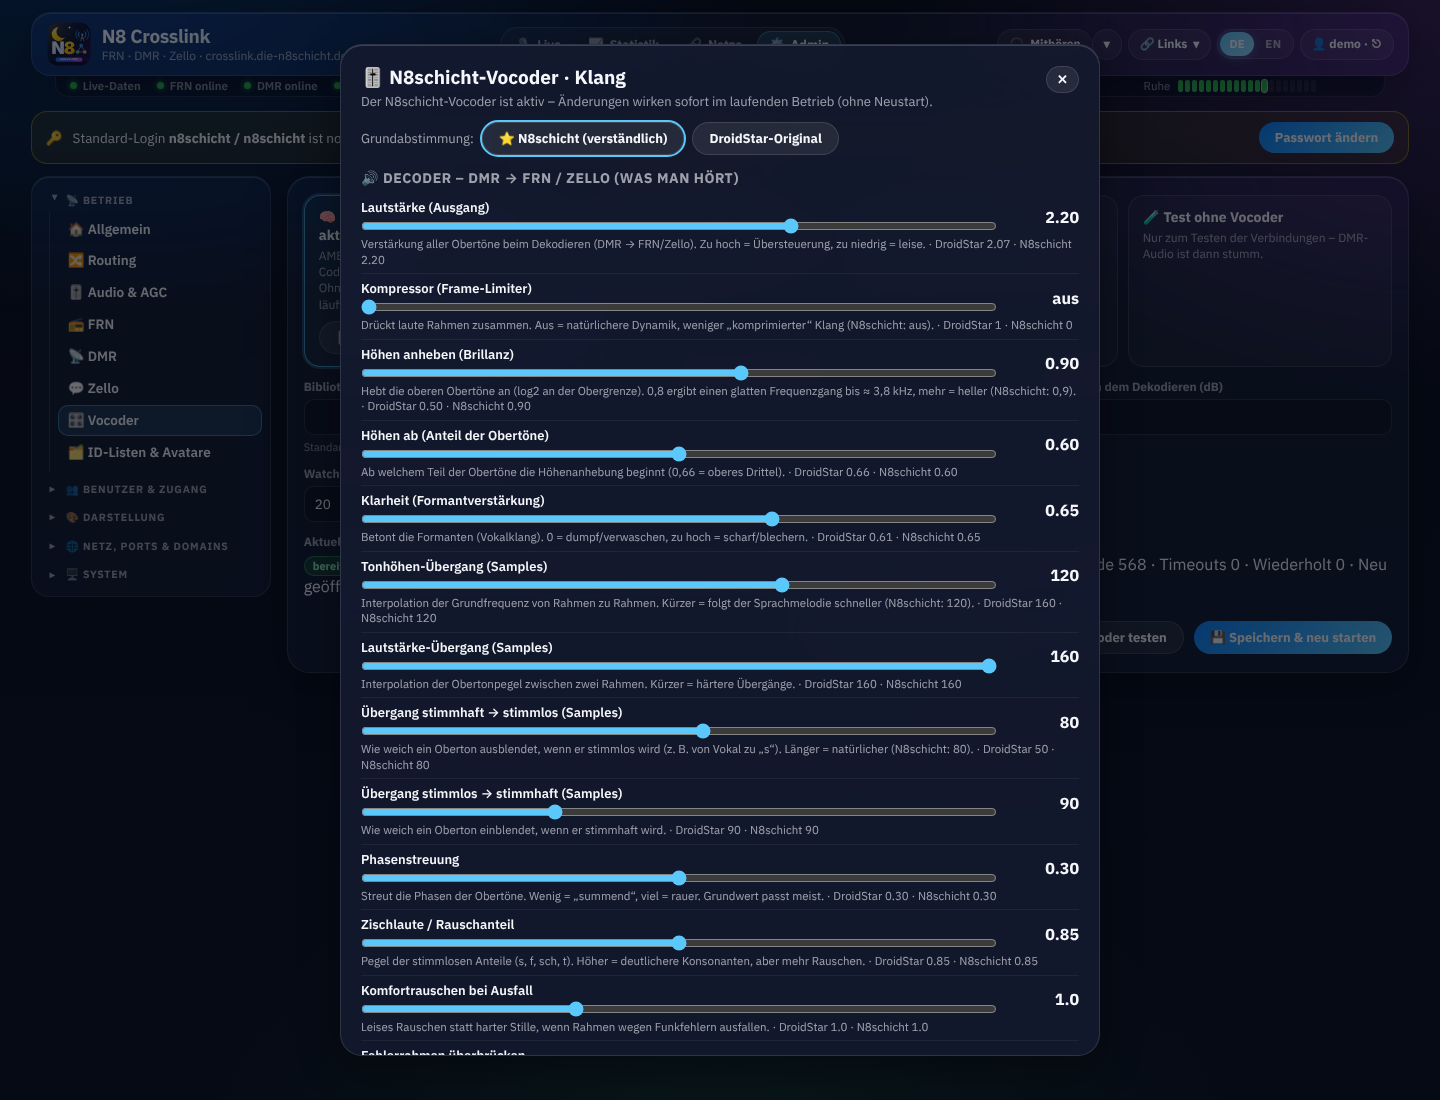 N8 Crosslink
FRN · DMR · Zello · crosslink.die-n8schicht.de
Live
Statistik
Netze
Admin
Mithören
▾
Links ▾
DE
EN
demo ·
Live-Daten
FRN online
DMR online
Ruhe
Standard-Login n8schicht / n8schicht ist no
Passwort ändern
BETRIEB
Allgemein
Routing
Audio & AGC
FRN
DMR
Zello
Vocoder
ID-Listen & Avatare
BENUTZER & ZUGANG
DARSTELLUNG
NETZ, PORTS & DOMAINS
SYSTEM
N8schicht-Vocoder · Klang
Der N8schicht-Vocoder ist aktiv – Änderungen wirken sofort im laufenden Betrieb (ohne Neustart).
Grundabstimmung:
N8schicht (verständlich)
DroidStar-Original
DECODER – DMR → FRN / ZELLO (WAS MAN HÖRT)
Lautstärke (Ausgang)
2.20
Verstärkung aller Obertöne beim Dekodieren (DMR → FRN/Zello). Zu hoch = Übersteuerung, zu niedrig = leise. · DroidStar 2.07 · N8schicht
2.20
Kompressor (Frame-Limiter)
aus
Drückt laute Rahmen zusammen. Aus = natürlichere Dynamik, weniger „komprimierter“ Klang (N8schicht: aus). · DroidStar 1 · N8schicht 0
Höhen anheben (Brillanz)
0.90
Hebt die oberen Obertöne an (log2 an der Obergrenze). 0,8 ergibt einen glatten Frequenzgang bis ≈ 3,8 kHz, mehr = heller (N8schicht: 0,9).
· DroidStar 0.50 · N8schicht 0.90
Höhen ab (Anteil der Obertöne)
0.60
Ab welchem Teil der Obertöne die Höhenanhebung beginnt (0,66 = oberes Drittel). · DroidStar 0.66 · N8schicht 0.60
Klarheit (Formantverstärkung)
0.65
Betont die Formanten (Vokalklang). 0 = dumpf/verwaschen, zu hoch = scharf/blechern. · DroidStar 0.61 · N8schicht 0.65
Tonhöhen-Übergang (Samples)
120
Interpolation der Grundfrequenz von Rahmen zu Rahmen. Kürzer = folgt der Sprachmelodie schneller (N8schicht: 120). · DroidStar 160 ·
N8schicht 120
Lautstärke-Übergang (Samples)
160
Interpolation der Obertonpegel zwischen zwei Rahmen. Kürzer = härtere Übergänge. · DroidStar 160 · N8schicht 160
Übergang stimmhaft → stimmlos (Samples)
80
Wie weich ein Oberton ausblendet, wenn er stimmlos wird (z. B. von Vokal zu „s“). Länger = natürlicher (N8schicht: 80). · DroidStar 50 ·
N8schicht 80
Übergang stimmlos → stimmhaft (Samples)
90
Wie weich ein Oberton einblendet, wenn er stimmhaft wird. · DroidStar 90 · N8schicht 90
Phasenstreuung
0.30
Streut die Phasen der Obertöne. Wenig = „summend“, viel = rauer. Grundwert passt meist. · DroidStar 0.30 · N8schicht 0.30
Zischlaute / Rauschanteil
0.85
Pegel der stimmlosen Anteile (s, f, sch, t). Höher = deutlichere Konsonanten, aber mehr Rauschen. · DroidStar 0.85 · N8schicht 0.85
Komfortrauschen bei Ausfall
1.0
Leises Rauschen statt harter Stille, wenn Rahmen wegen Funkfehlern ausfallen. · DroidStar 1.0 · N8schicht 1.0
Fehlerrahmen überbrücken
Test ohne Vocoder
Nur zum Testen der Verbindungen – DMR-
Audio ist dann stumm.
dem Dekodieren (dB)
20
geöff
de 568 · Timeouts 0 · Wiederholt 0 · Neu
oder testen
Speichern & neu starten